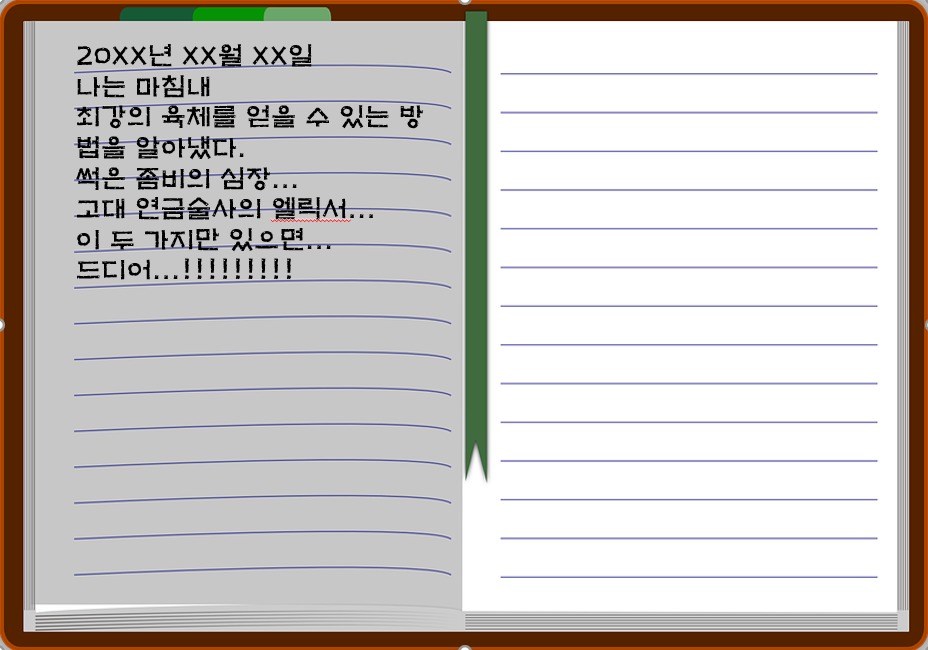 20XX년 XX월 XX일
나는 마침내
최강의 육체를 얻을 수 있는 방
법을 알아냈다.
썩은 좀비의 심장...
고대 연금술사의 엘릭서...
이 두 가지만 있으면...
드디어...!!!!!!!!!